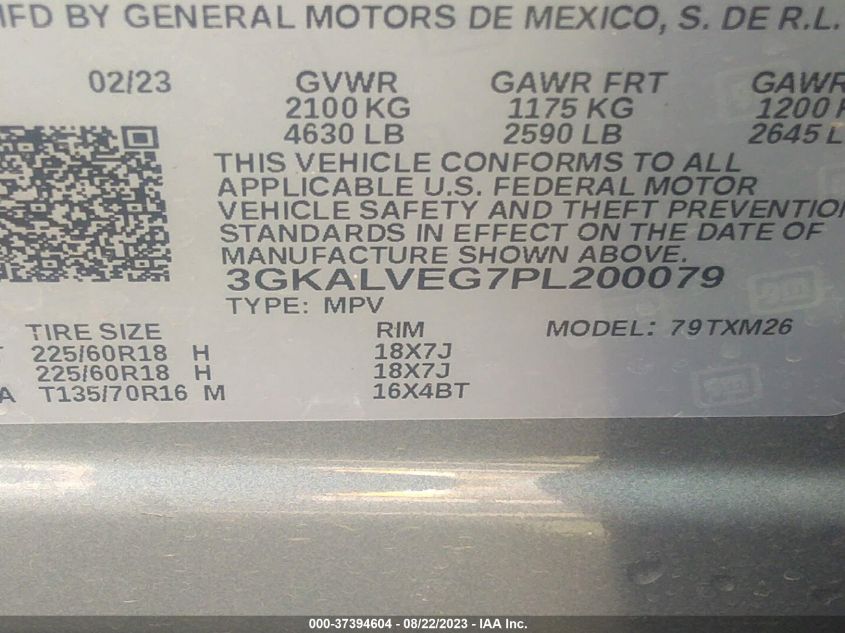 MFD BY GENERAL MOTORS DE MEXICO, S. DE R.L.
02/23 GVWR GAWR FRT GAWR
2100 KG 1175 KG 1200
4630 LB 2590 LB 2645 L
THIS VEHICLE CONFORMS TO ALL
APPLICABLE U.S. FEDERAL MOTOR
VEHICLE SAFETY AND THEFT PREVENTION
STANDARDS IN EFFECT ON THE DATE OF
MANUFACTURE SHOWN ABOVE.
3GKALVEG7PL200079
TYPE: MPV
TIRE SIZE RIM MODEL: 79TXM26
225/60R18 H 18X7J
225/60R18 H 18X7J
A T135/70R16 M 16X4BT
000-37394604 - 08/22/2023 - IAA Inc.